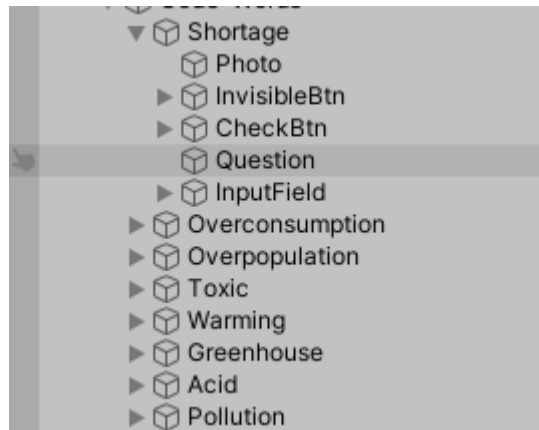 Shortage
Photo
InvisibleBtn
CheckBtn
Question
InputField
Overconsumption
Overpopulation
Toxic
Warming
Greenhouse
Acid
Pollution